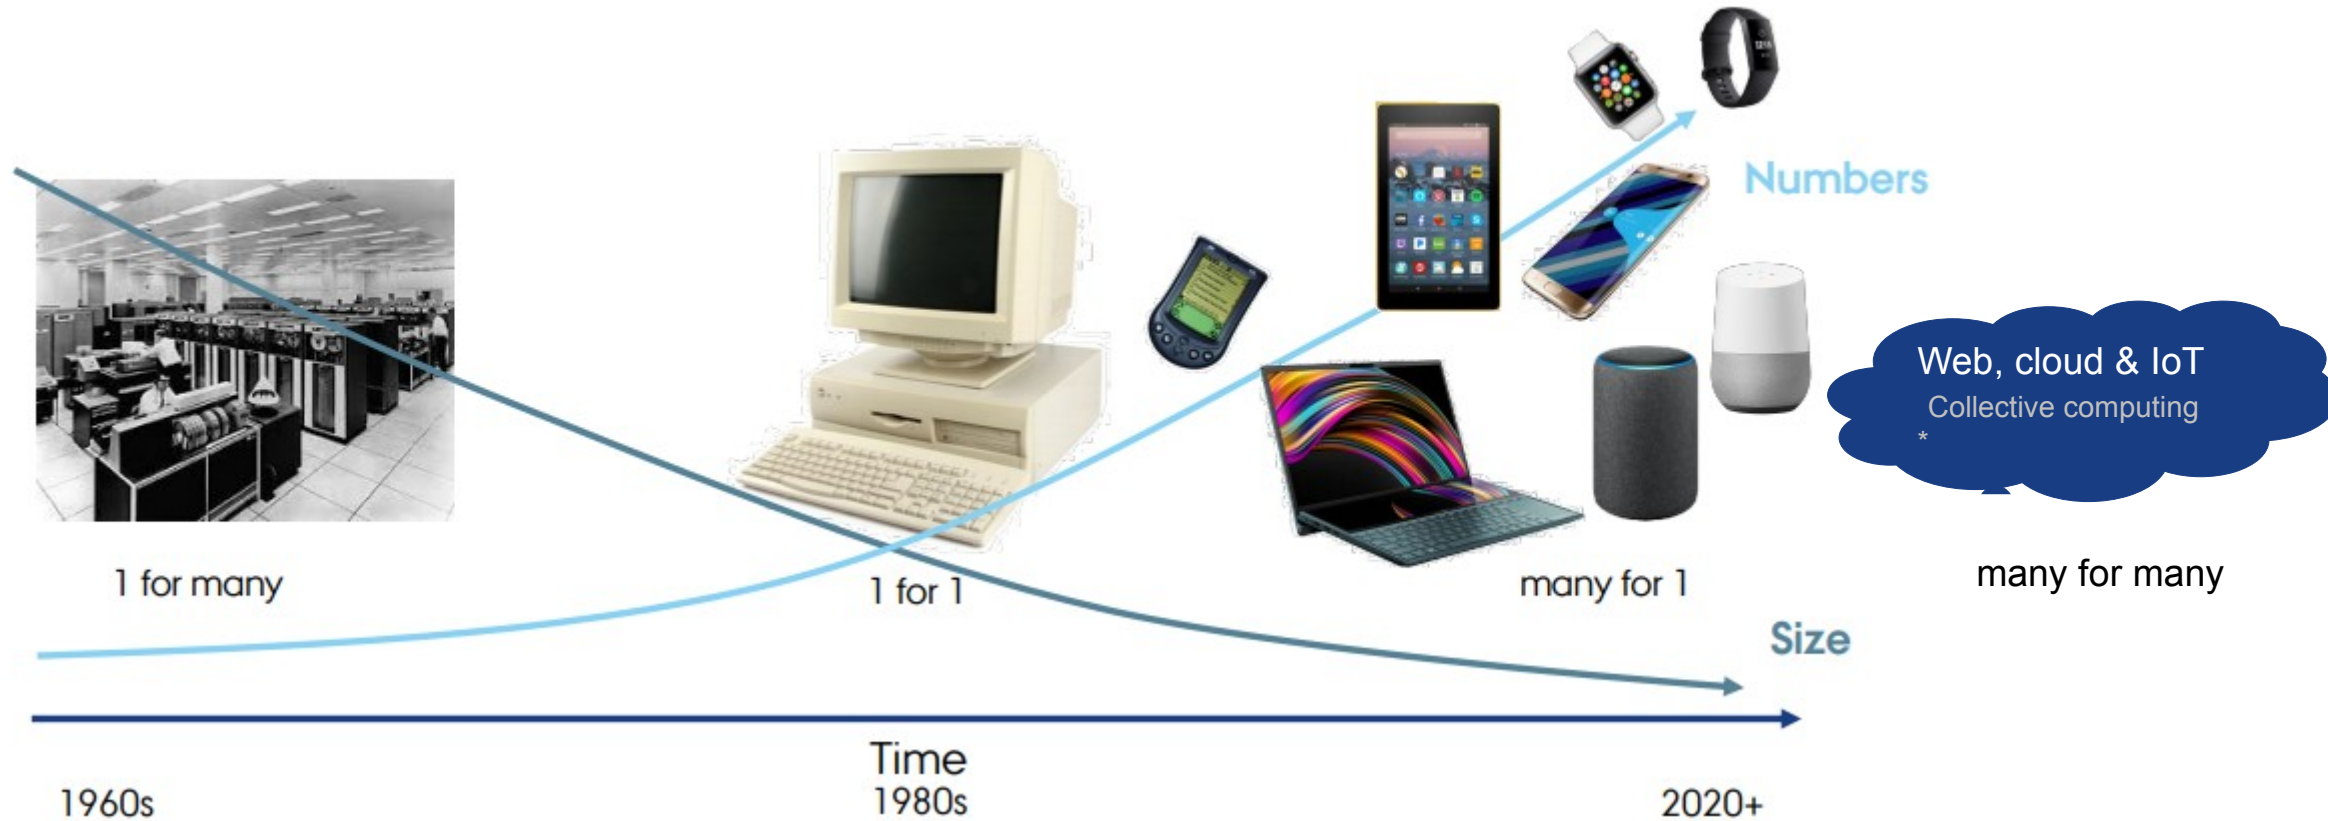 Numbers
Web, cloud & IoT
Collective computing
*
1 for many
1 for 1
many for 1
many for many
Size
Time
1960s
1980s
2020+